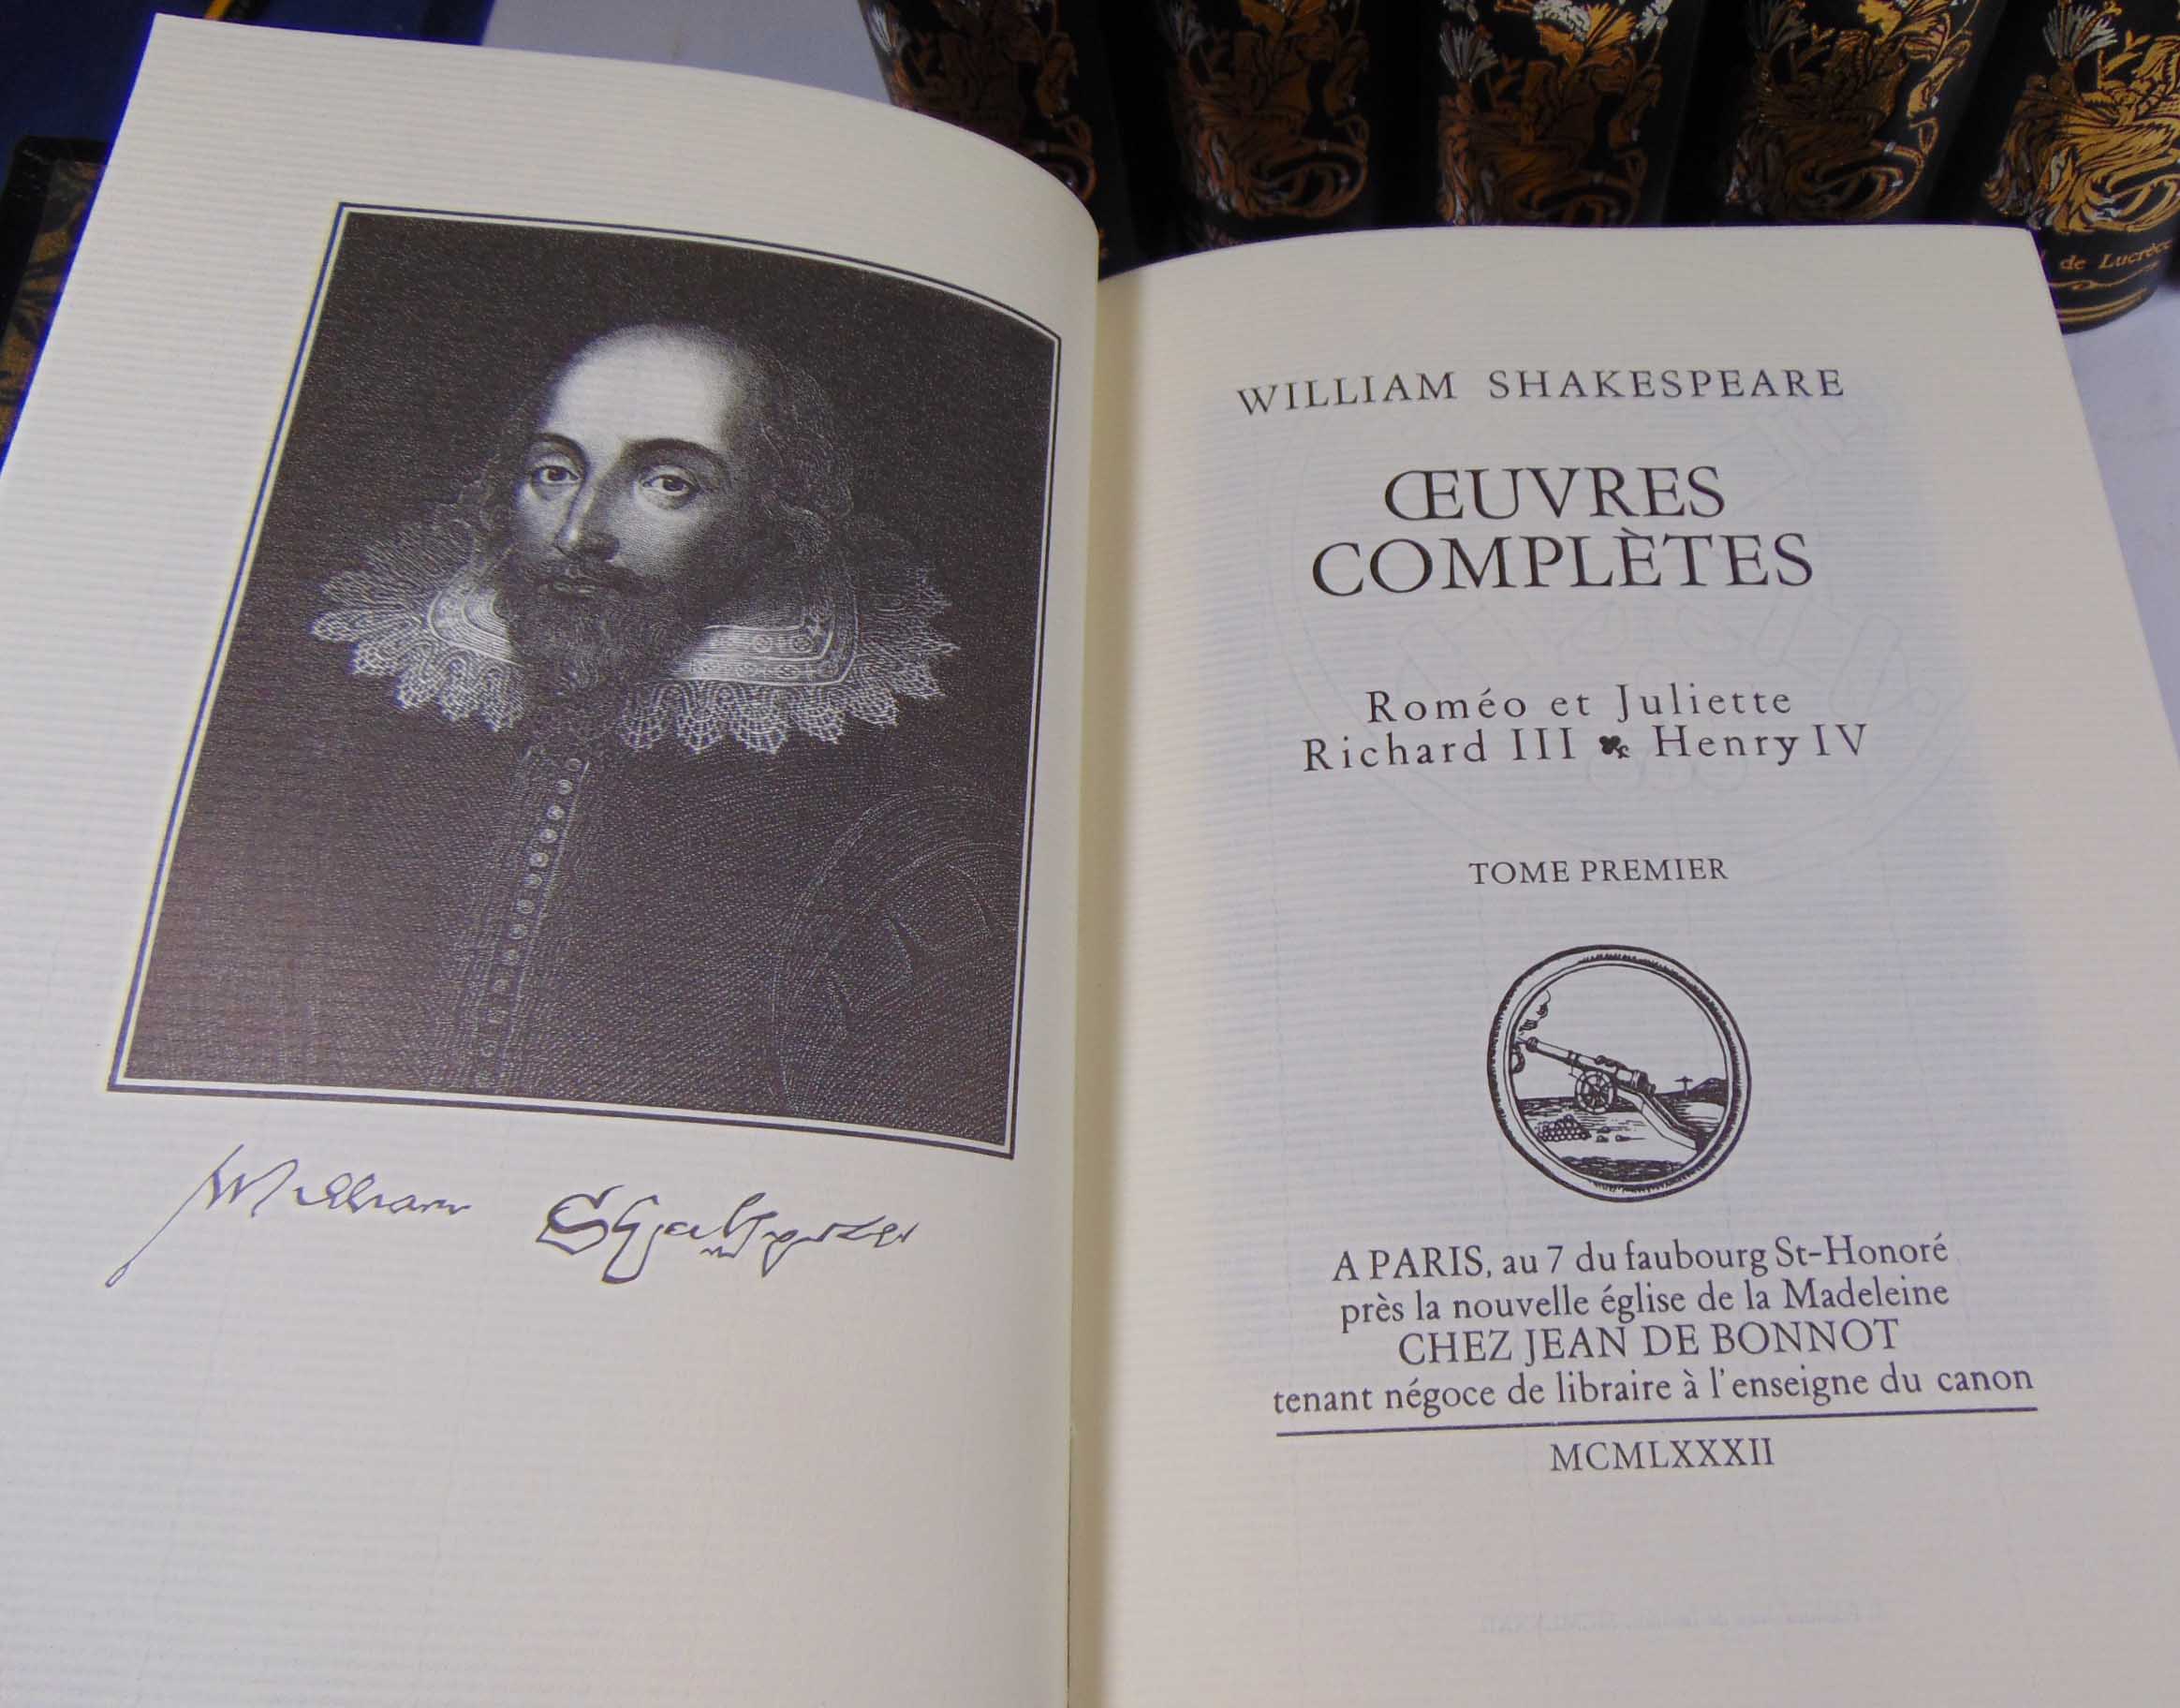 William Shakspeare
de Lucrèce
WILLIAM SHAKESPEARE
ŒUVRES
COMPLÈTES
Roméo et Juliette
Richard III ❧ Henry IV
TOME PREMIER
A PARIS, au 7 du faubourg St-Honoré
près la nouvelle église de la Madeleine
CHEZ JEAN DE BONNOT
tenant négoce de libraire à l'enseigne du canon
MCMLXXXII